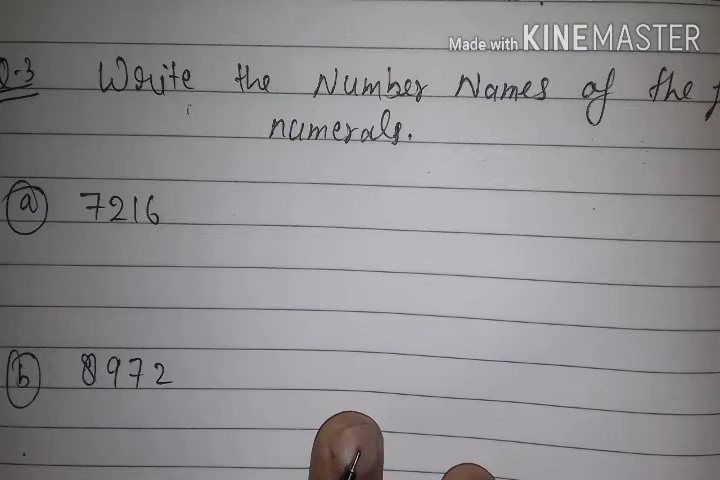 Made with KINEMASTER
Q-3 Write the Number Names of the
numerals.
a 7216
b 8972